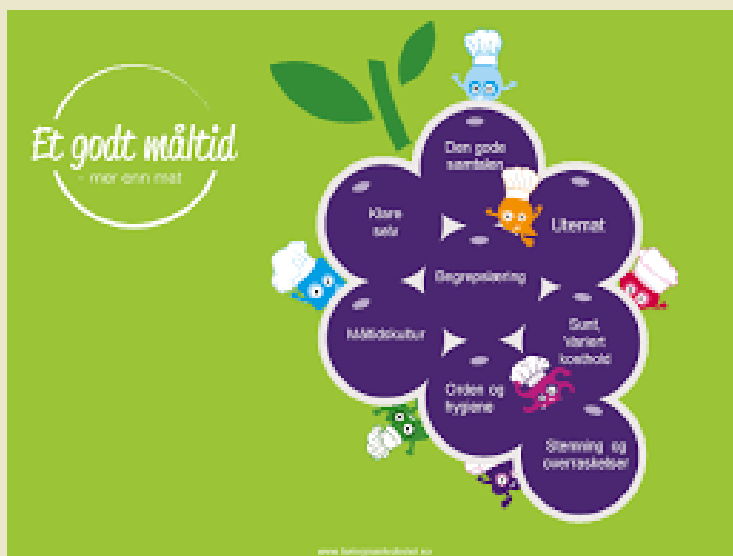 Et godt måltid
- mer enn mat
Den gode
samtalen
Klare
selv
Utemat
Begrepslæring
Måltidskultur
Sunt,
Variert
kosthold
Orden og
hygiene
Stemning og
overraskelser